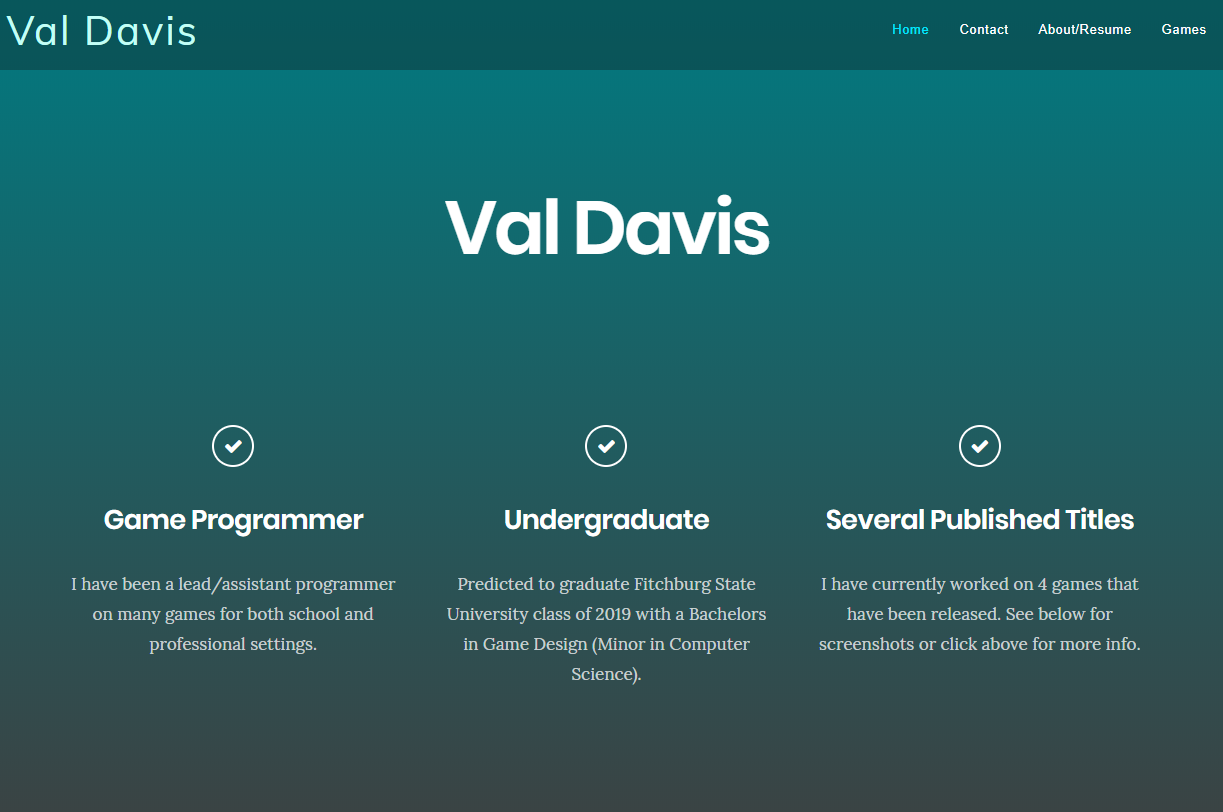 Val Davis
Home Contact About/Resume Games
Val Davis
Game Programmer
I have been a lead/assistant programmer
on many games for both school and
professional settings.
Undergraduate
Predicted to graduate Fitchburg State
University class of 2019 with a Bachelors
in Game Design (Minor in Computer
Science).
Several Published Titles
I have currently worked on 4 games that
have been released. See below for
screenshots or click above for more info.